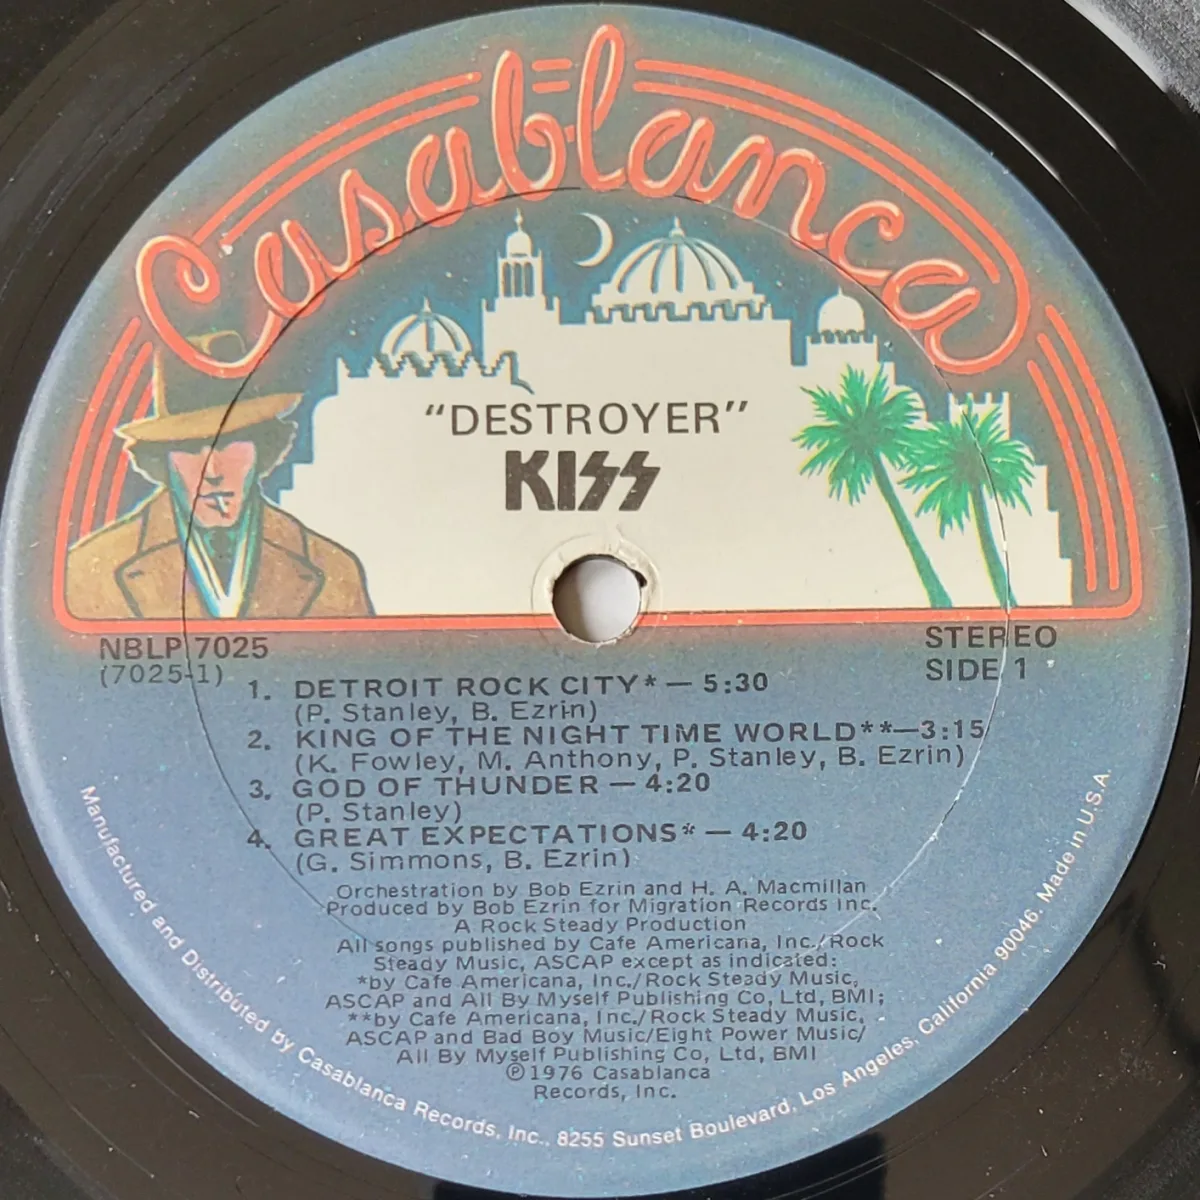 Casablanca
“DESTROYER”
KISS
NBLP 7025
(7025-1)
STEREO
SIDE 1
1. DETROIT ROCK CITY* — 5:30
(P. Stanley, B. Ezrin)
2. KING OF THE NIGHT TIME WORLD**—3:15
(K. Fowley, M. Anthony, P. Stanley, B. Ezrin)
3. GOD OF THUNDER — 4:20
(P. Stanley)
4. GREAT EXPECTATIONS* — 4:20
(G. Simmons, B. Ezrin)
Orchestration by Bob Ezrin and H. A. Macmillan
Produced by Bob Ezrin for Migration Records Inc.
A Rock Steady Production
All songs published by Cafe Americana, Inc./Rock
Steady Music, ASCAP except as indicated:
*by Cafe Americana, Inc./Rock Steady Music,
ASCAP and All By Myself Publishing Co, Ltd, BMI;
**by Cafe Americana, Inc./Rock Steady Music,
ASCAP and Bad Boy Music/Eight Power Music/
All By Myself Publishing Co, Ltd, BMI
℗1976 Casablanca
Records, Inc.
Manufactured and Distributed by Casablanca Records, Inc., 8255 Sunset Boulevard, Los Angeles, California 90046. Made in U.S.A.